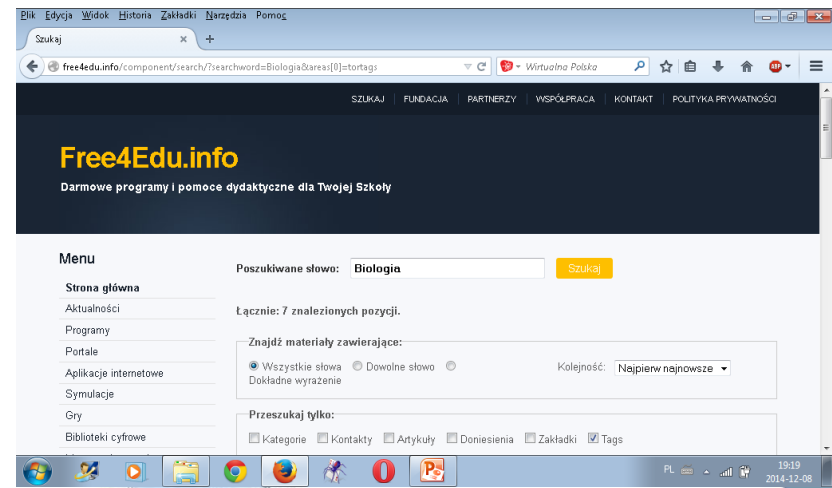 Plik Edycja Widok Historia Zakładki Narzędzia Pomoc
Szukaj × +
free4edu.info/component/search/?searchword=Biologia&areas[0]=tortags
Wirtualna Polska
ABP
SZUKAJ | FUNDACJA | PARTNERZY | WSPÓŁPRACA | KONTAKT | POLITYKA PRYWATNOŚCI
Free4Edu.info
Darmowe programy i pomoce dydaktyczne dla Twojej Szkoły
Menu
Strona główna
Aktualności
Programy
Portale
Aplikacje internetowe
Symulacje
Gry
Biblioteki cyfrowe
Poszukiwane słowo: Biologia Szukaj
Łącznie: 7 znalezionych pozycji.
Znajdź materiały zawierające:
Wszystkie słowa Dowolne słowo
Dokładne wyrażenie
Kolejność: Najpierw najnowsze
Przeszukaj tylko:
Kategorie Kontakty Artykuły Doniesienia Zakładki Tags
PL 19:19
2014-12-08